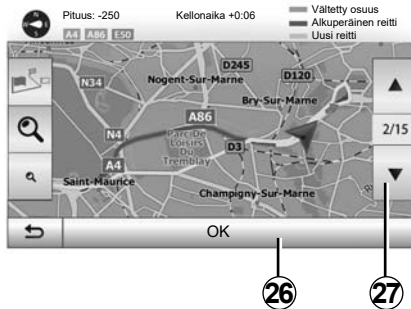 Pituus: -250 Kellonaika +0:06 Vältetty osuus
Alkuperäinen reitti
A4 A86 E50 Uusi reitti
D245
D120
N34
Nogent-Sur-Marne
Bry-Sur-Marne
A86
2/15
N4
Parc De
Loisirs
Du
Tremblay
D3
A4
Saint-Maurice
Champigny-Sur-Marne
OK
26 27